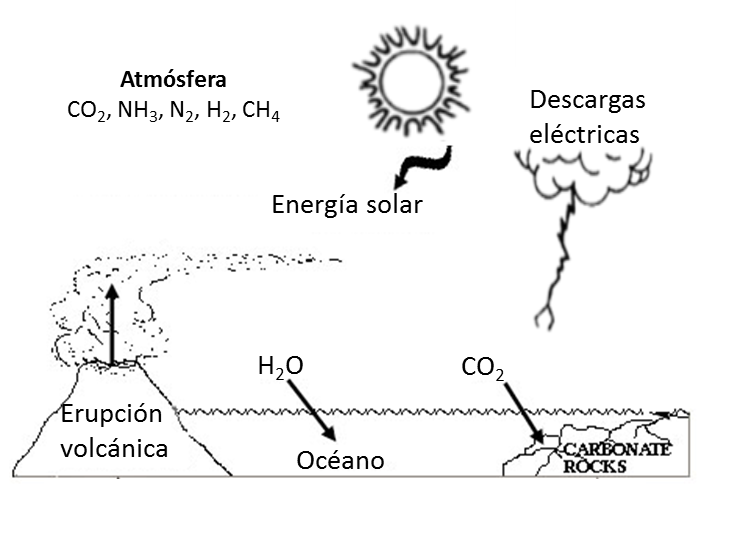 Atmósfera
CO₂, NH₃, N₂, H₂, CH₄
Descargas
eléctricas
Energía solar
H₂O
CO₂
Erupción
volcánica
Océano
CARBONATE
ROCKS